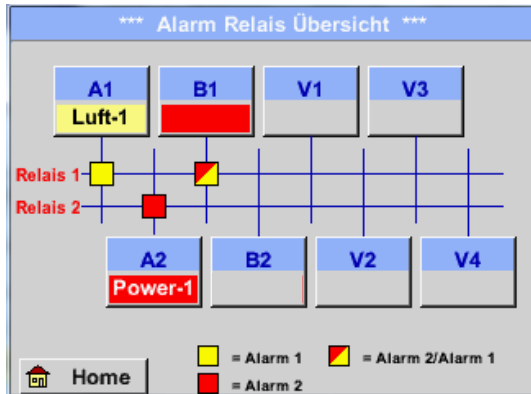 *** Alarm Relais Übersicht ***
A1 B1 V1 V3
Luft-1
Relais 1
Relais 2
A2 B2 V2 V4
Power-1
= Alarm 1 = Alarm 2/Alarm 1
Home = Alarm 2